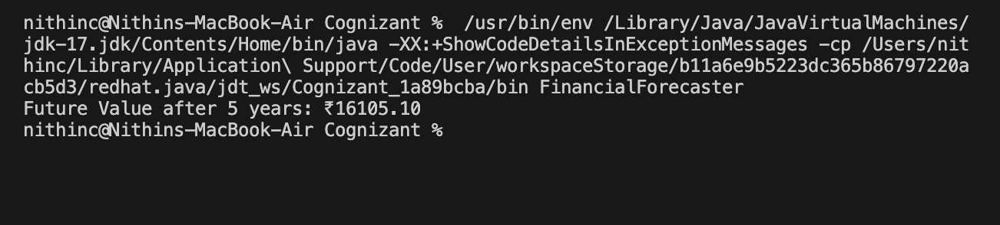 nithinc@Nithins-MacBook-Air Cognizant %  /usr/bin/env /Library/Java/JavaVirtualMachines/
jdk-17.jdk/Contents/Home/bin/java -XX:+ShowCodeDetailsInExceptionMessages -cp /Users/nit
hinc/Library/Application\ Support/Code/User/workspaceStorage/b11a6e9b5223dc365b86797220a
cb5d3/redhat.java/jdt_ws/Cognizant_1a89bcba/bin FinancialForecaster
Future Value after 5 years: ₹16105.10
nithinc@Nithins-MacBook-Air Cognizant %